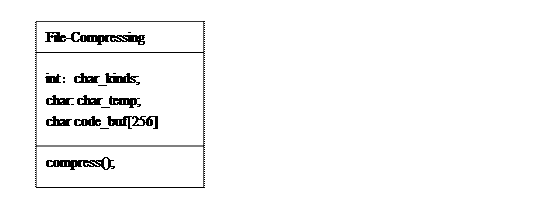 File-Compressing
int： char_kinds;
char: char_temp;
char code_buf[256]
compress();